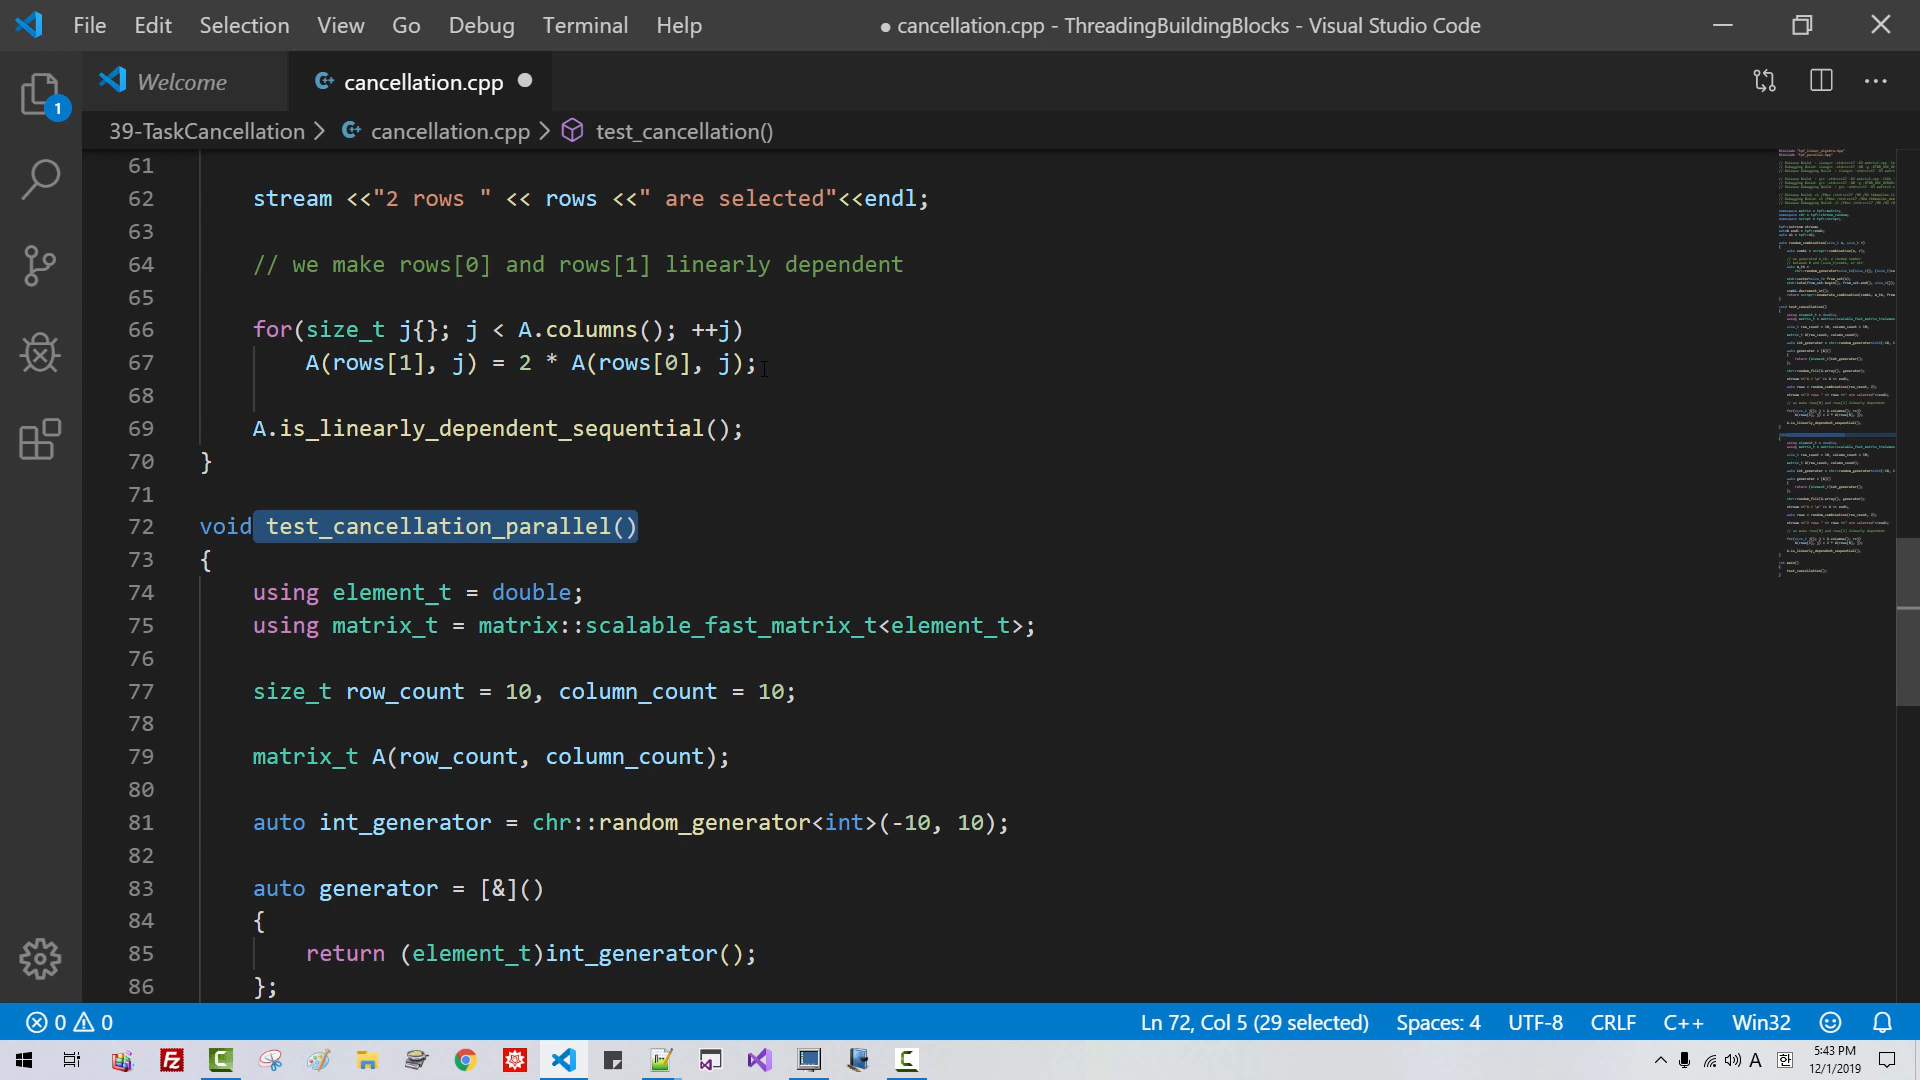 File Edit Selection View Go Debug Terminal Help ● cancellation.cpp - ThreadingBuildingBlocks - Visual Studio Code
Welcome cancellation.cpp
39-TaskCancellation > cancellation.cpp > test_cancellation()
61
62 stream <<"2 rows " << rows <<" are selected"<<endl;
63
64 // we make rows[0] and rows[1] linearly dependent
65
66 for(size_t j{}; j < A.columns(); ++j)
67 A(rows[1], j) = 2 * A(rows[0], j);
68
69 A.is_linearly_dependent_sequential();
70 }
71
72 void test_cancellation_parallel()
73 {
74 using element_t = double;
75 using matrix_t = matrix::scalable_fast_matrix_t<element_t>;
76
77 size_t row_count = 10, column_count = 10;
78
79 matrix_t A(row_count, column_count);
80
81 auto int_generator = chr::random_generator<int>(-10, 10);
82
83 auto generator = [&]()
84 {
85 return (element_t)int_generator();
86 };
1
0 0 Ln 72, Col 5 (29 selected) Spaces: 4 UTF-8 CRLF C++ Win32
A 한 5:43 PM
12/1/2019